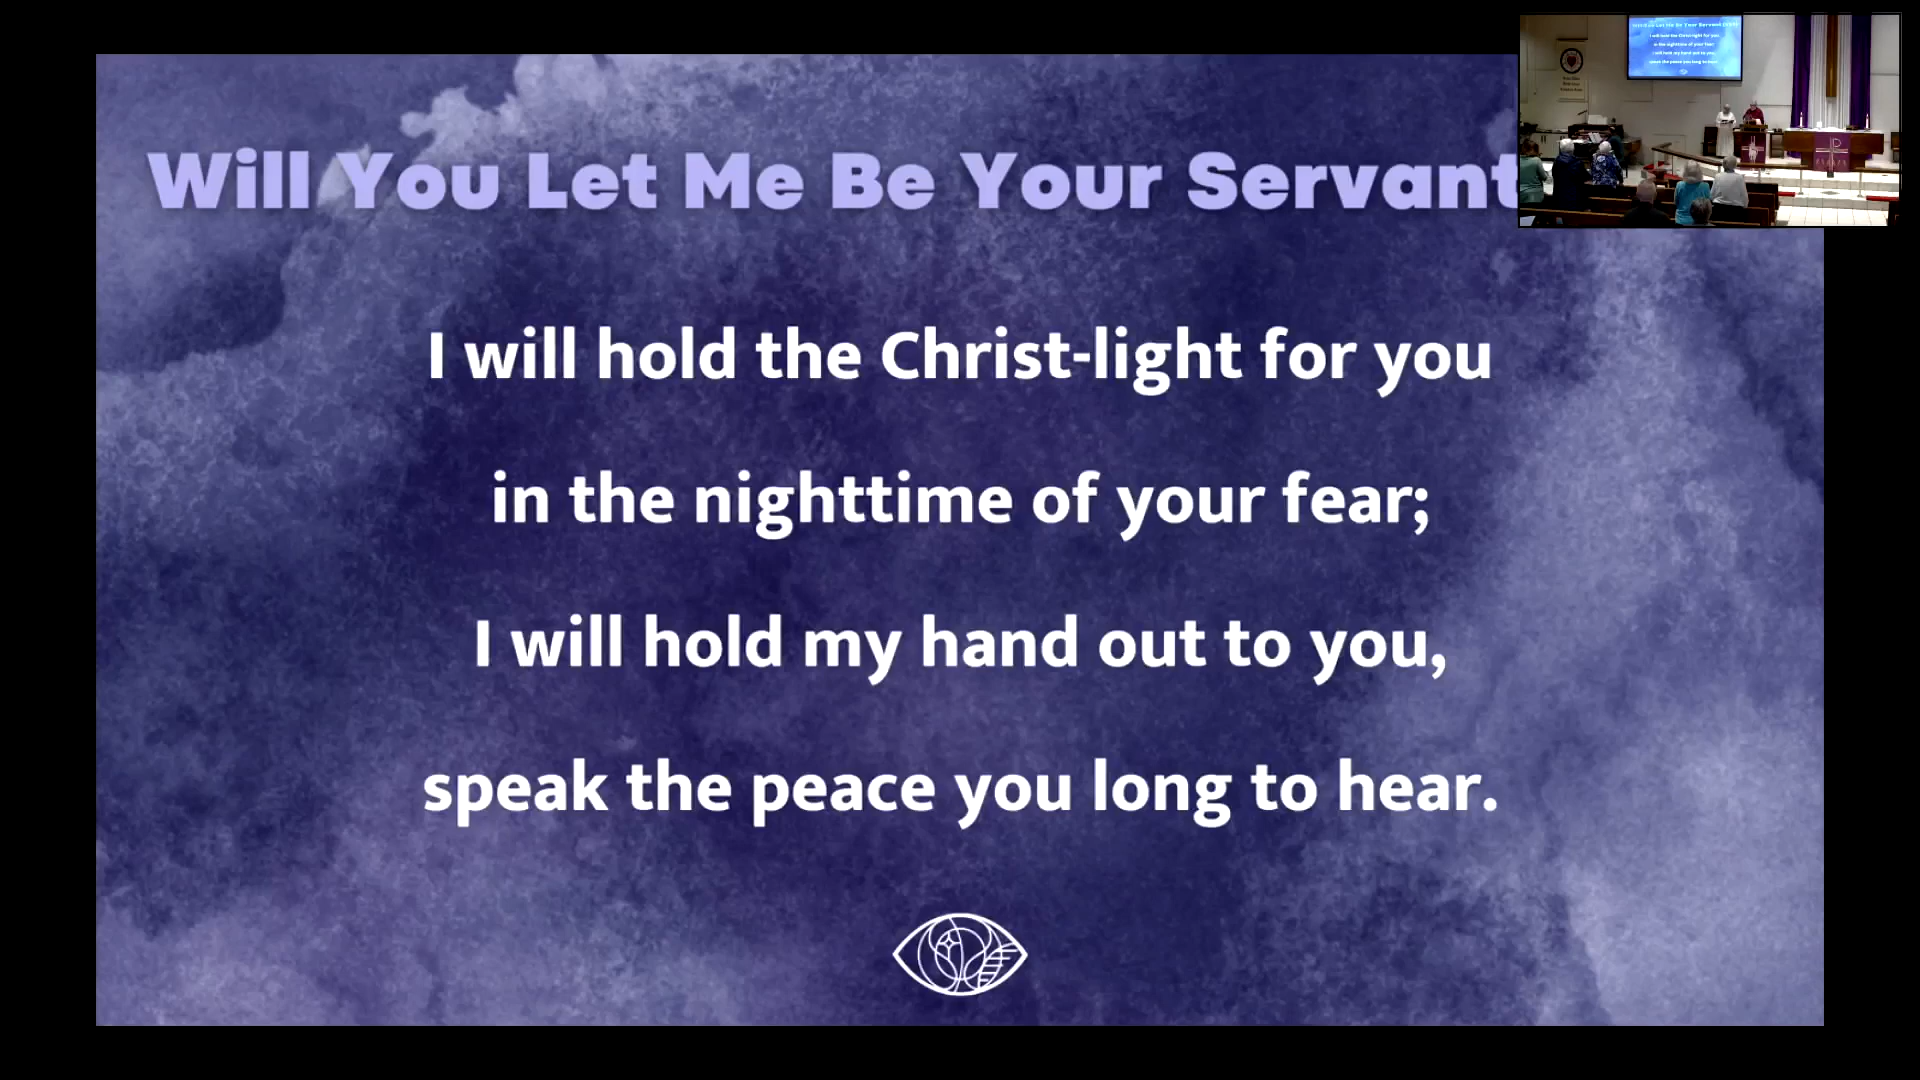 Will You Let Me Be Your Servant
I will hold the Christ-light for you
in the nighttime of your fear;
I will hold my hand out to you,
speak the peace you long to hear.